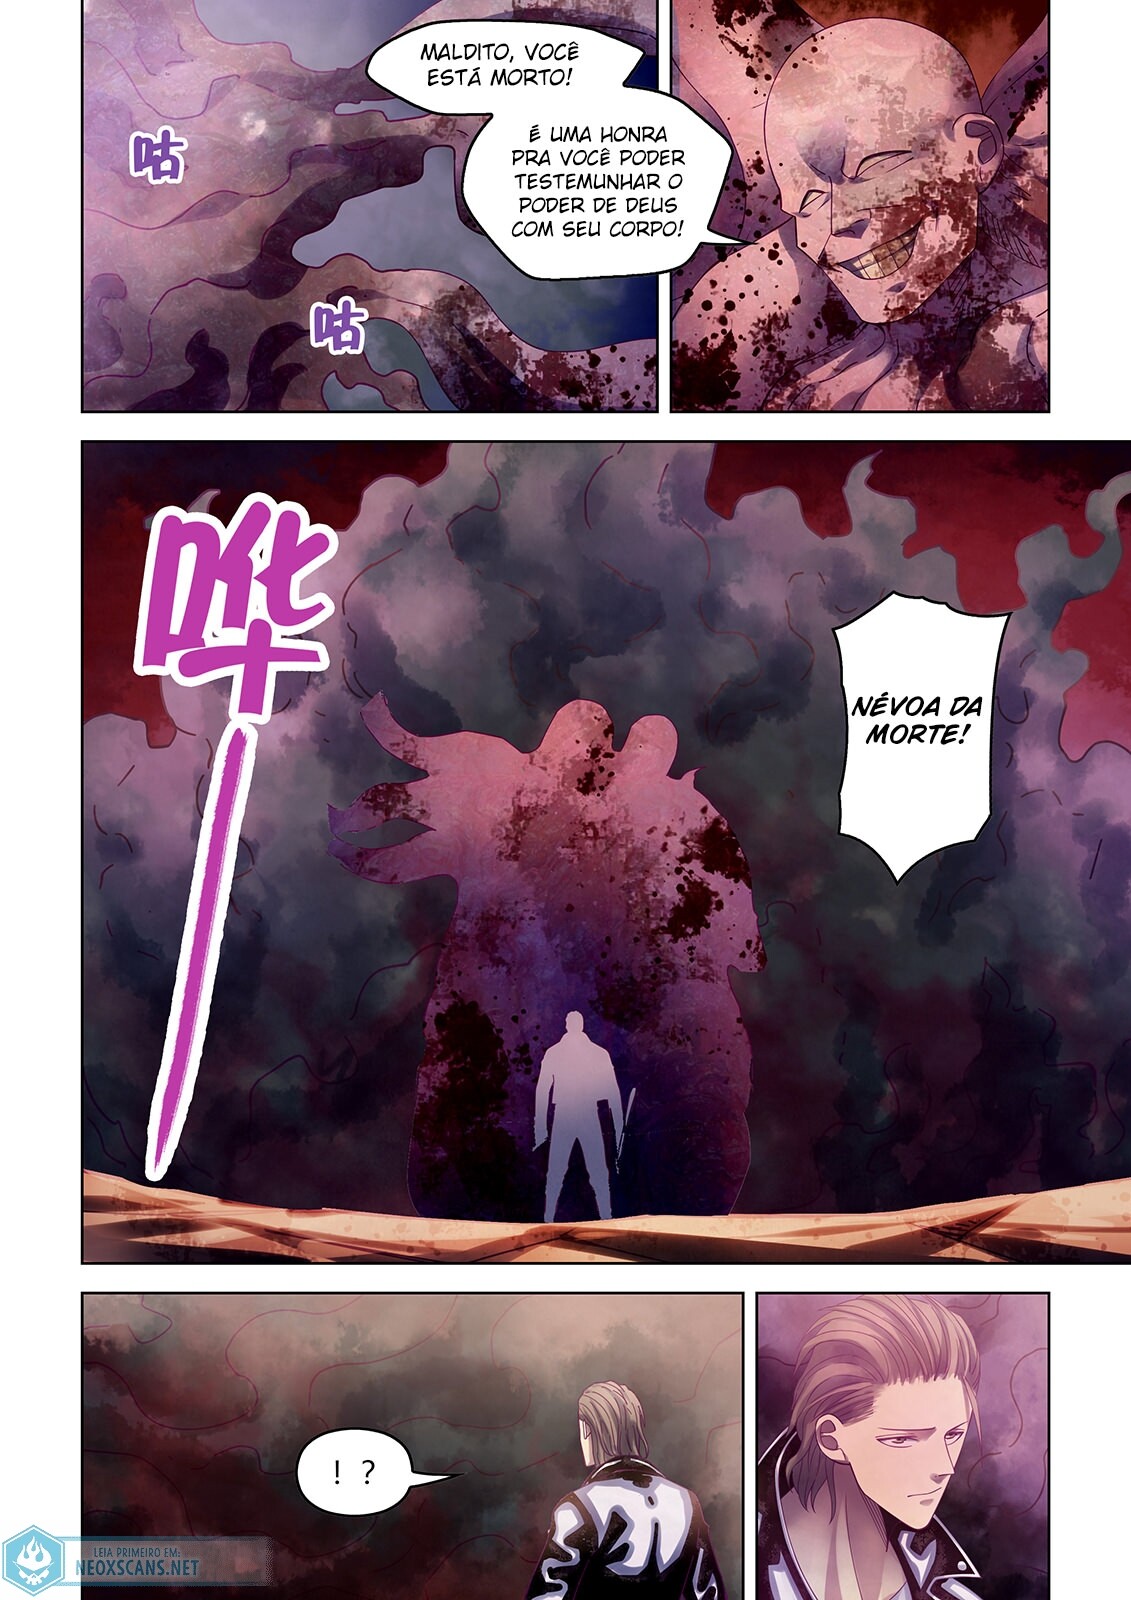 MALDITO, VOCÊ
ESTÁ MORTO!
É UMA HONRA
PRA VOCÊ PODER
TESTEMUNHAR O
PODER DE DEUS
COM SEU CORPO!
咕
咕
NÉVOA DA
MORTE!
! ?
LEIA PRIMEIRO EM:
NEOXSCANS.NET